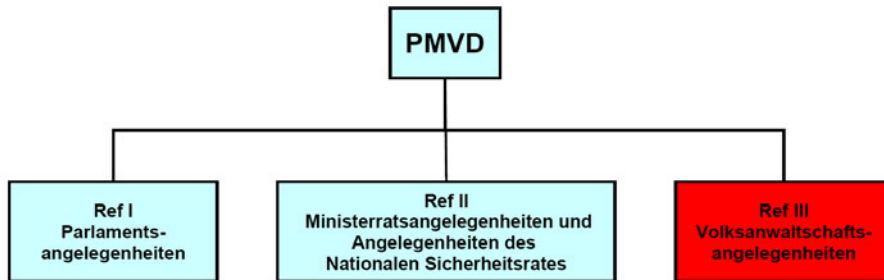 PMVD
Ref I
Parlaments-
angelegenheiten
Ref II
Ministerratsangelegenheiten und
Angelegenheiten des
Nationalen Sicherheitsrates
Ref III
Volksanwaltschafts-
angelegenheiten